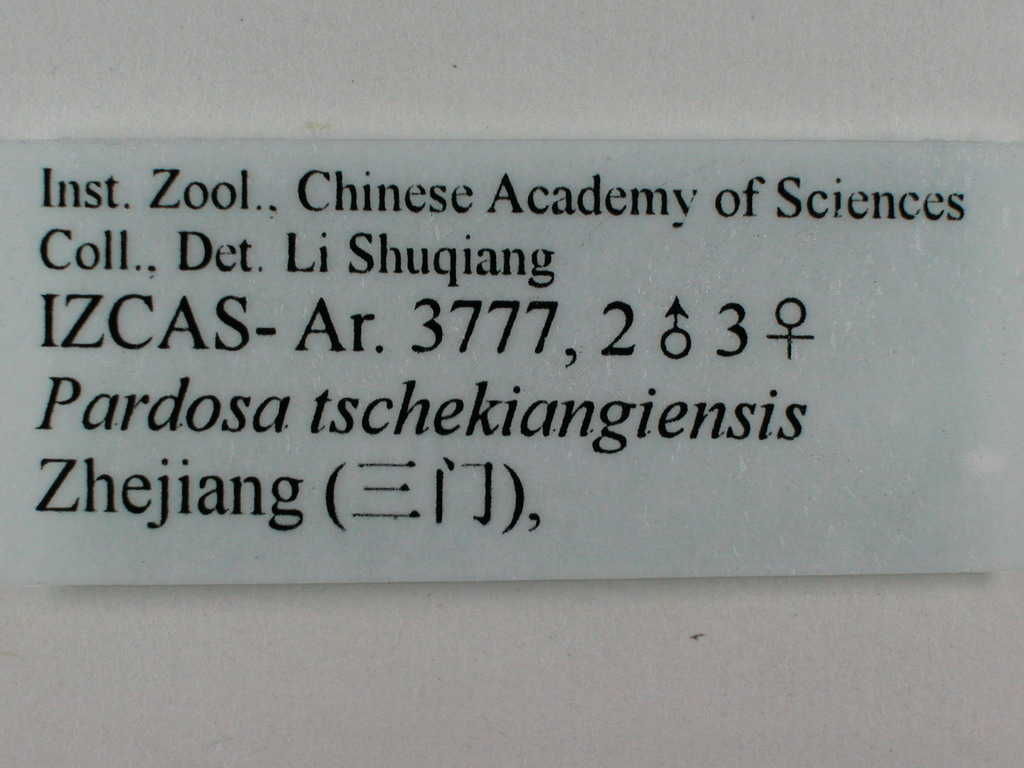 Inst. Zool., Chinese Academy of Sciences
Coll., Det. Li Shuqiang
IZCAS- Ar. 3777, 2♂3♀
Pardosa tschekiangiensis
Zhejiang (三门),